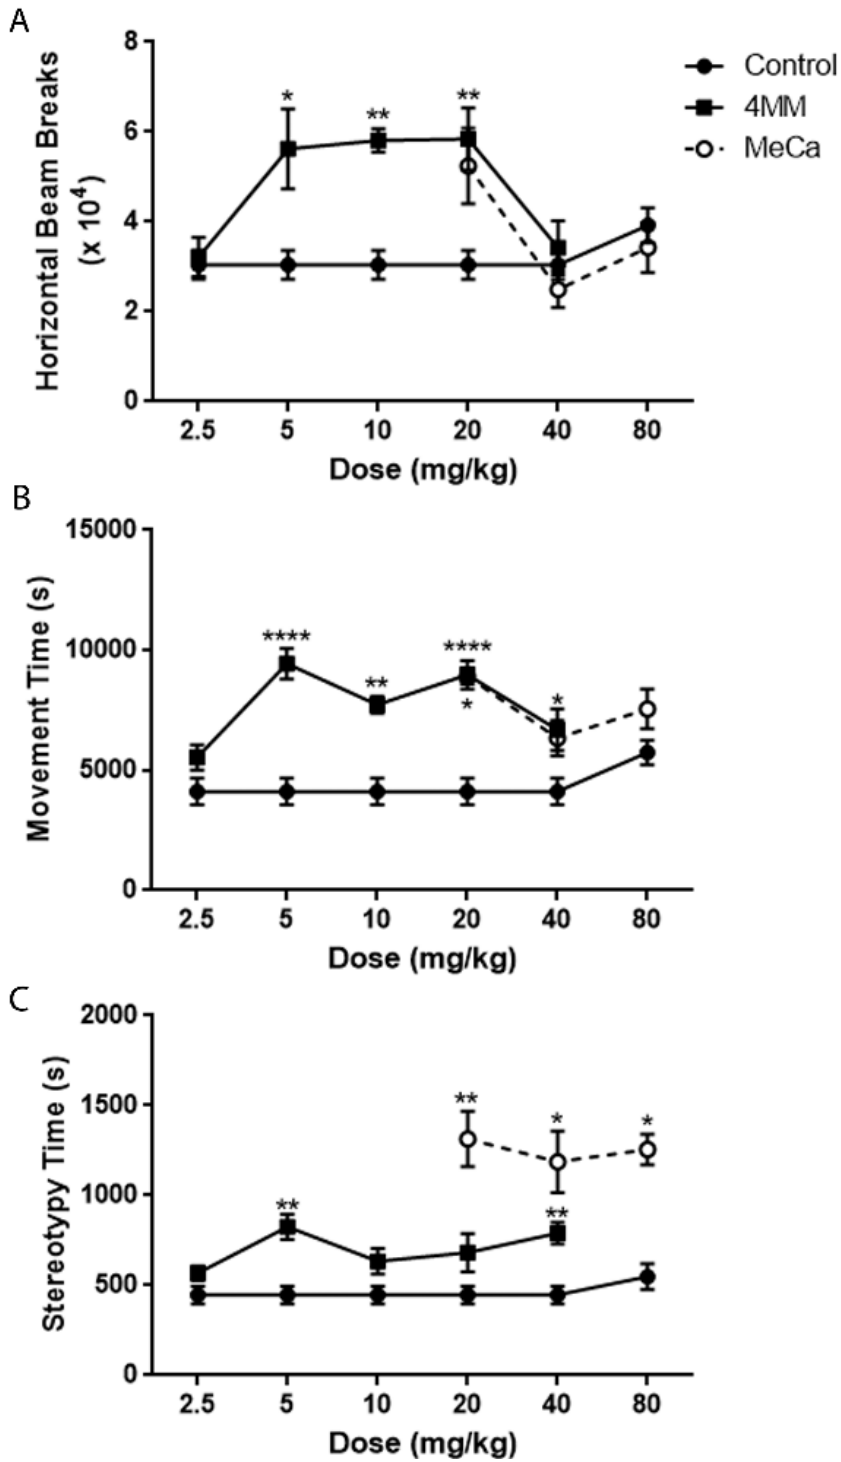 A
Horizontal Beam Breaks
(x 10⁴)
8
6
4
2
0
*
**
**
Control
4MM
MeCa
2.5 5 10 20 40 80
Dose (mg/kg)
B
Movement Time (s)
15000
10000
5000
0
****
**
****
*
*
2.5 5 10 20 40 80
Dose (mg/kg)
C
Stereotypy Time (s)
2000
1500
1000
500
0
**
**
*
*
**
2.5 5 10 20 40 80
Dose (mg/kg)